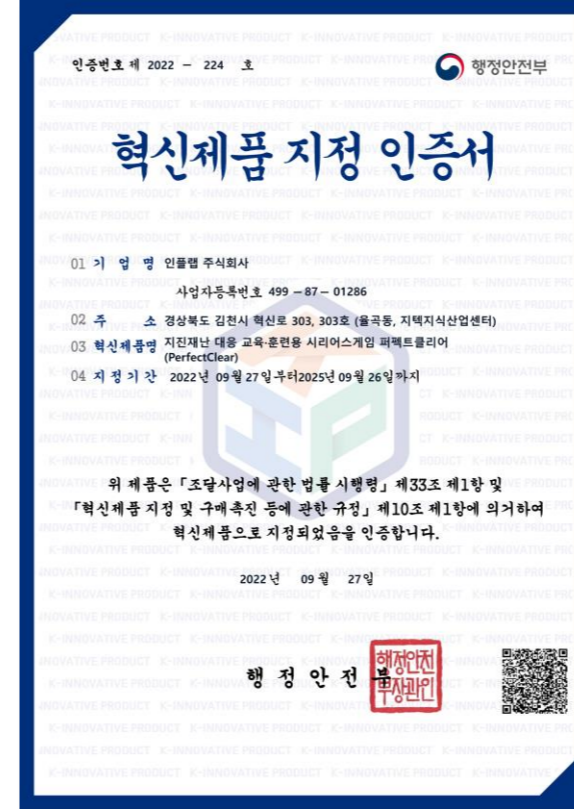 인증번호 제 2022 - 224 호
행정안전부
혁신제품 지정 인증서
01 기 업 명 인플랩 주식회사
사업자등록번호 499 -87- 01286
02 주 소 경상북도 김천시 혁신로 303, 303호 (율곡동, 지텍지식산업센터)
03 혁신제품명 지진재난 대응 교육·훈련용 시리어스게임 퍼펙트클리어
(PerfectClear)
04 지정기간 2022년 09월 27일부터2025년 09월 26일까지
위 제품은 「조달사업에 관한 법률 시행령」 제33조 제1항 및
「혁신제품 지정 및 구매촉진 등에 관한 규정」 제10조 제1항에 의거하여
혁신제품으로 지정되었음을 인증합니다.
2022년 09월 27일
행 정 안 전 부
행정안전
부장관인
K-INNOVATIVE PRODUCT